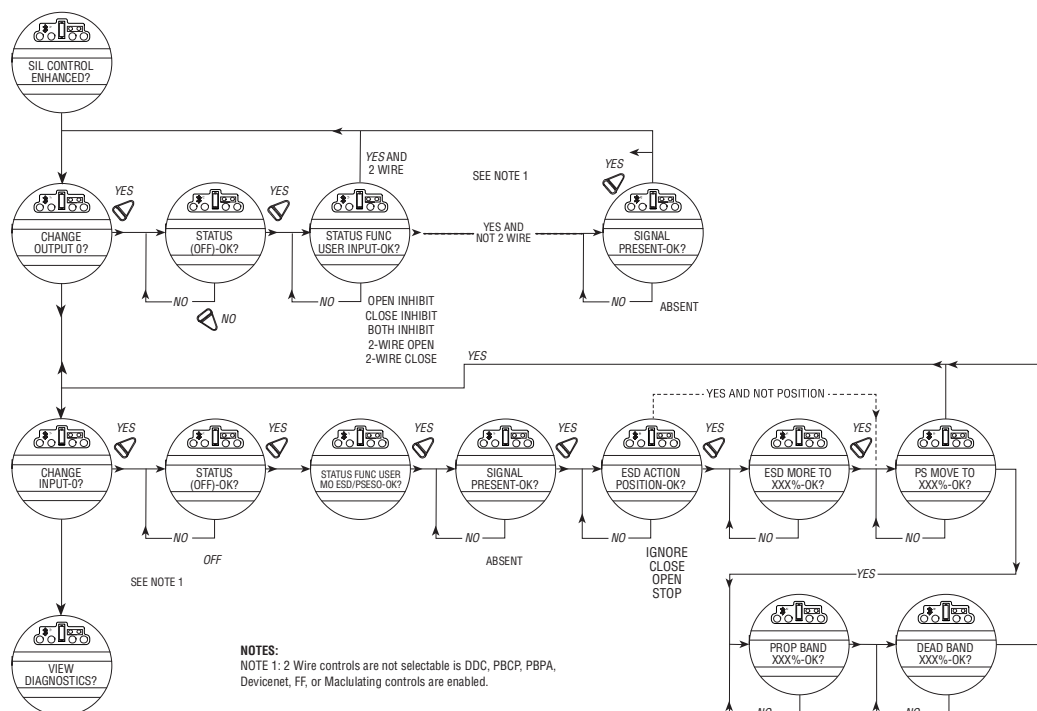 SIL CONTROL
ENHANCED?
YES AND
2 WIRE
SEE NOTE 1
YES
YES
YES
CHANGE
OUTPUT 0?
STATUS
(OFF)-OK?
STATUS FUNC
USER INPUT-OK?
YES AND
NOT 2 WIRE
SIGNAL
PRESENT-OK?
NO
NO
NO
NO
OPEN INHIBIT
CLOSE INHIBIT
BOTH INHIBIT
2-WIRE OPEN
2-WIRE CLOSE
ABSENT
YES
YES AND NOT POSITION
YES
YES
YES
YES
YES
YES
CHANGE
INPUT-0?
STATUS
(OFF)-OK?
STATUS FUNC USER
MO ESD/PSESO-OK?
SIGNAL
PRESENT-OK?
ESD ACTION
POSITION-OK?
ESD MORE TO
XXX%-OK?
PS MOVE TO
XXX%-OK?
NO
NO
NO
NO
NO
OFF
ABSENT
IGNORE
CLOSE
OPEN
STOP
SEE NOTE 1
YES
VIEW
DIAGNOSTICS?
PROP BAND
XXX%-OK?
DEAD BAND
XXX%-OK?
NO
NO
NOTES:
NOTE 1: 2 Wire controls are not selectable is DDC, PBCP, PBPA,
Devicenet, FF, or Maclulating controls are enabled.